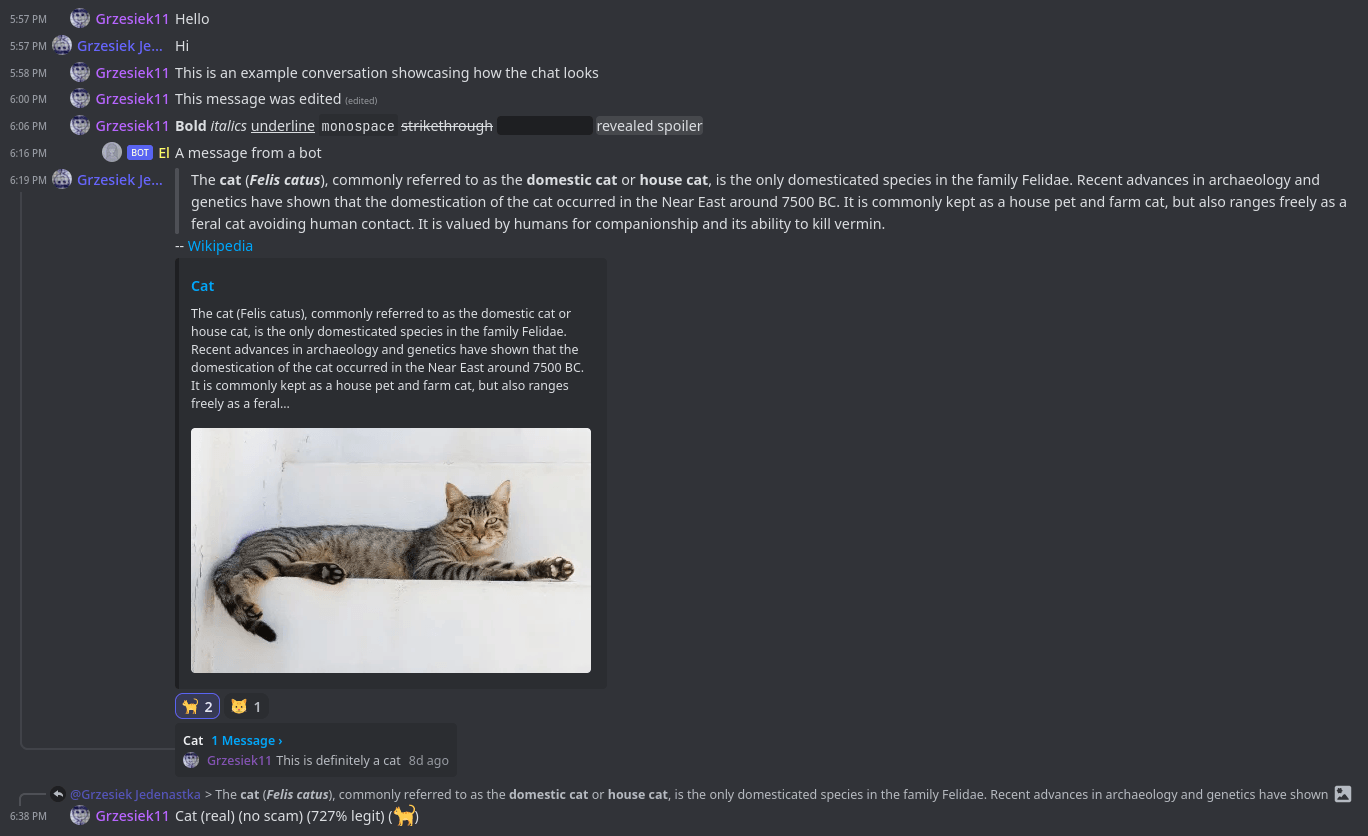 5:57 PM Grzesiek11 Hello
5:57 PM Grzesiek Je... Hi
5:58 PM Grzesiek11 This is an example conversation showcasing how the chat looks
6:00 PM Grzesiek11 This message was edited (edited)
6:06 PM Grzesiek11 Bold italics underline monospace strikethrough revealed spoiler
6:16 PM BOT El A message from a bot
6:19 PM Grzesiek Je... The cat (Felis catus), commonly referred to as the domestic cat or house cat, is the only domesticated species in the family Felidae. Recent advances in archaeology and
genetics have shown that the domestication of the cat occurred in the Near East around 7500 BC. It is commonly kept as a house pet and farm cat, but also ranges freely as a
feral cat avoiding human contact. It is valued by humans for companionship and its ability to kill vermin.
-- Wikipedia
Cat
The cat (Felis catus), commonly referred to as the domestic cat or
house cat, is the only domesticated species in the family Felidae.
Recent advances in archaeology and genetics have shown that the
domestication of the cat occurred in the Near East around 7500 BC.
It is commonly kept as a house pet and farm cat, but also ranges
freely as a feral...
2 1
Cat 1 Message ›
Grzesiek11 This is definitely a cat 8d ago
@Grzesiek Jedenastka > The cat (Felis catus), commonly referred to as the domestic cat or house cat, is the only domesticated species in the family Felidae. Recent advances in archaeology and genetics have shown
6:38 PM Grzesiek11 Cat (real) (no scam) (727% legit) (🐈)